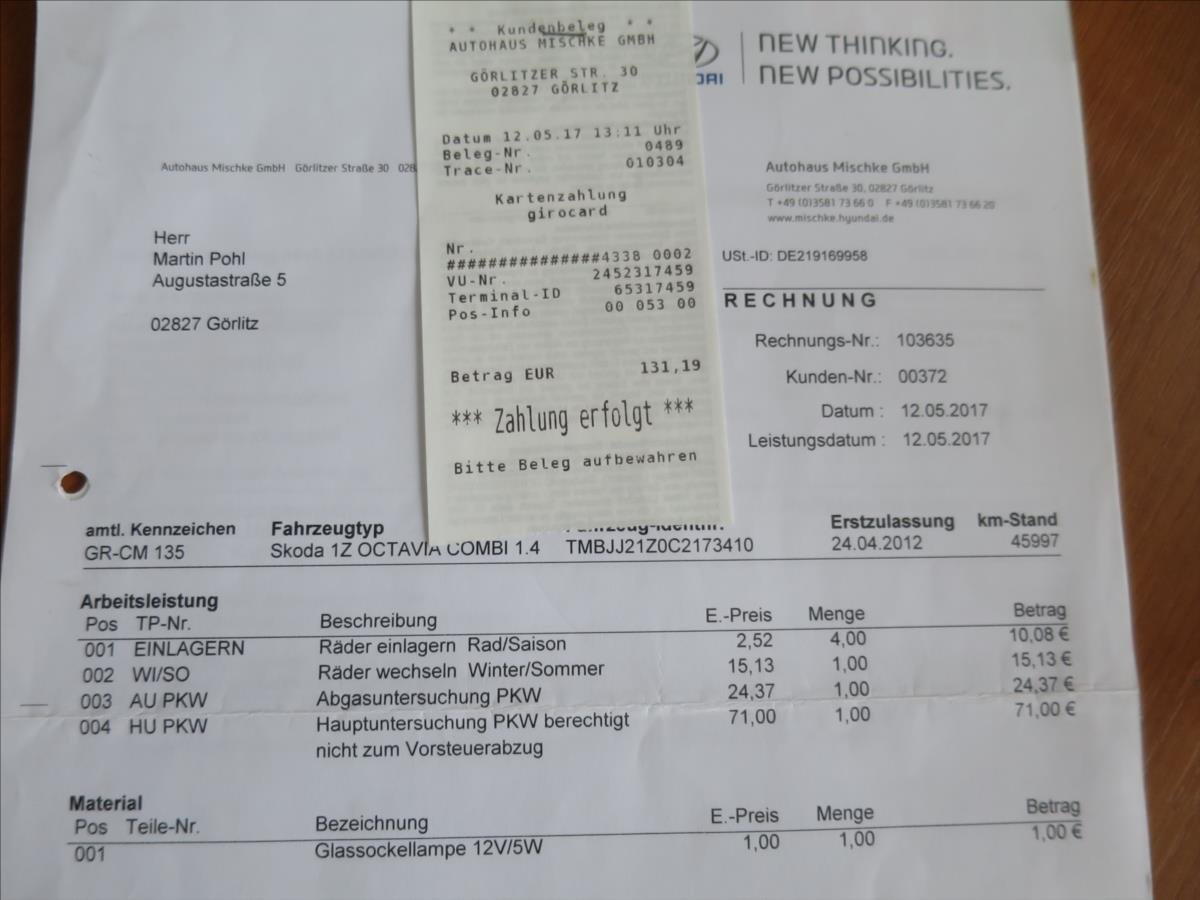 * * Kundenbeleg * *
AUTOHAUS MISCHKE GMBH
GÖRLITZER STR. 30
02827 GÖRLITZ
Datum 12.05.17 13:11 Uhr
Beleg-Nr. 0489
Trace-Nr. 010304
Kartenzahlung
girocard
Nr.
###############4338 0002
VU-Nr. 2452317459
Terminal-ID 65317459
Pos-Info 00 053 00
Betrag EUR 131,19
*** Zahlung erfolgt ***
Bitte Beleg aufbewahren
NEW THINKING.
NEW POSSIBILITIES.
Autohaus Mischke GmbH Görlitzer Straße 30 028
Autohaus Mischke GmbH
Görlitzer Straße 30, 02827 Görlitz
T +49 (0)3581 73 66 0 F +49 (0)3581 73 66 20
www.mischke.hyundai.de
Herr
Martin Pohl
Augustastraße 5
02827 Görlitz
USt.-ID: DE219169958
RECHNUNG
Rechnungs-Nr.: 103635
Kunden-Nr.: 00372
Datum : 12.05.2017
Leistungsdatum : 12.05.2017
amtl. Kennzeichen Fahrzeugtyp Fahrzeug-Identnr. Erstzulassung km-Stand
GR-CM 135 Skoda 1Z OCTAVIA COMBI 1.4 TMBJJ21Z0C2173410 24.04.2012 45997
Arbeitsleistung
Pos TP-Nr. Beschreibung E.-Preis Menge Betrag
001 EINLAGERN Räder einlagern Rad/Saison 2,52 4,00 10,08 €
002 WI/SO Räder wechseln Winter/Sommer 15,13 1,00 15,13 €
003 AU PKW Abgasuntersuchung PKW 24,37 1,00 24,37 €
004 HU PKW Hauptuntersuchung PKW berechtigt 71,00 1,00 71,00 €
nicht zum Vorsteuerabzug
Material
Pos Teile-Nr. Bezeichnung E.-Preis Menge Betrag
001 Glassockellampe 12V/5W 1,00 1,00 1,00 €